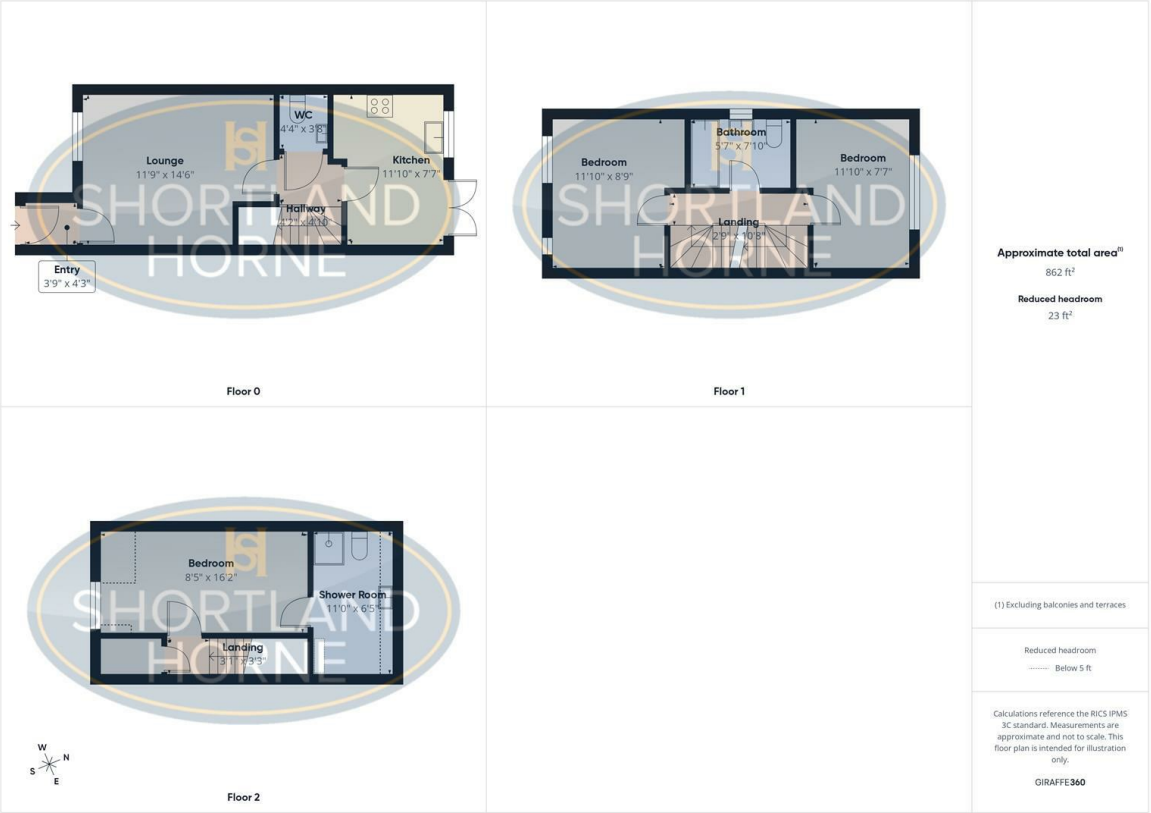 WC
4'4" x 3'8"
Lounge
11'9" x 14'6"
Kitchen
11'10" x 7'7"
Hallway
Entry
3'9" x 4'3"
SHORTLAND
HORNE
Floor 0
Bathroom
5'7" x 7'10"
Bedroom
11'10" x 8'9"
Bedroom
11'10" x 7'7"
Landing
2'9" x 10'8"
SHORTLAND
HORNE
Floor 1
Bedroom
8'5" x 16'2"
Shower Room
11'0" x 6'5"
Landing
3'1" x 3'3"
SHORTLAND
HORNE
W
N
S
E
Floor 2
Approximate total area(1)
862 ft²
Reduced headroom
23 ft²
(1) Excluding balconies and terraces
Reduced headroom
Below 5 ft
Calculations reference the RICS IPMS
3C standard. Measurements are
approximate and not to scale. This
floor plan is intended for illustration
only.
GIRAFFE360